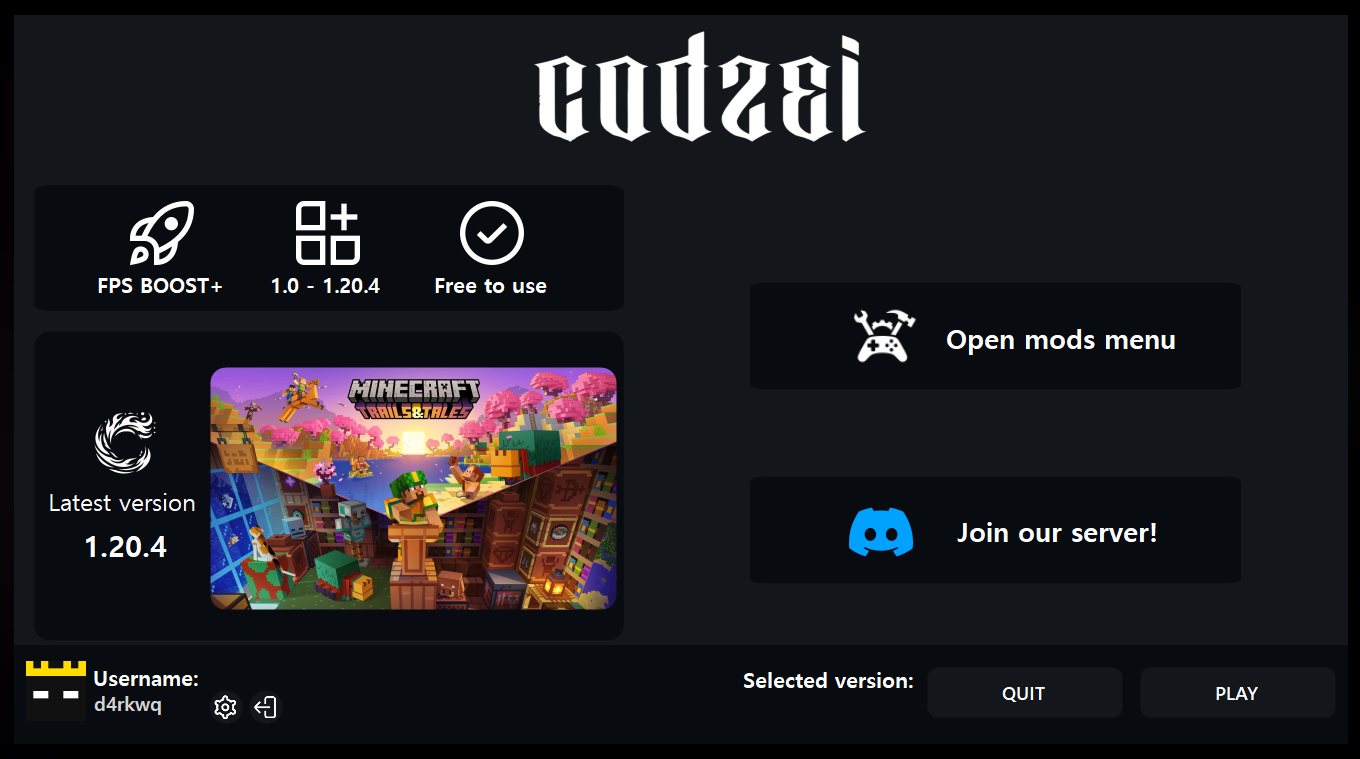 codzei
FPS BOOST+
1.0 - 1.20.4
Free to use
Open mods menu
MINECRAFT
TRAILS&TALES
Latest version
1.20.4
Join our server!
Username:
d4rkwq
Selected version:
QUIT
PLAY